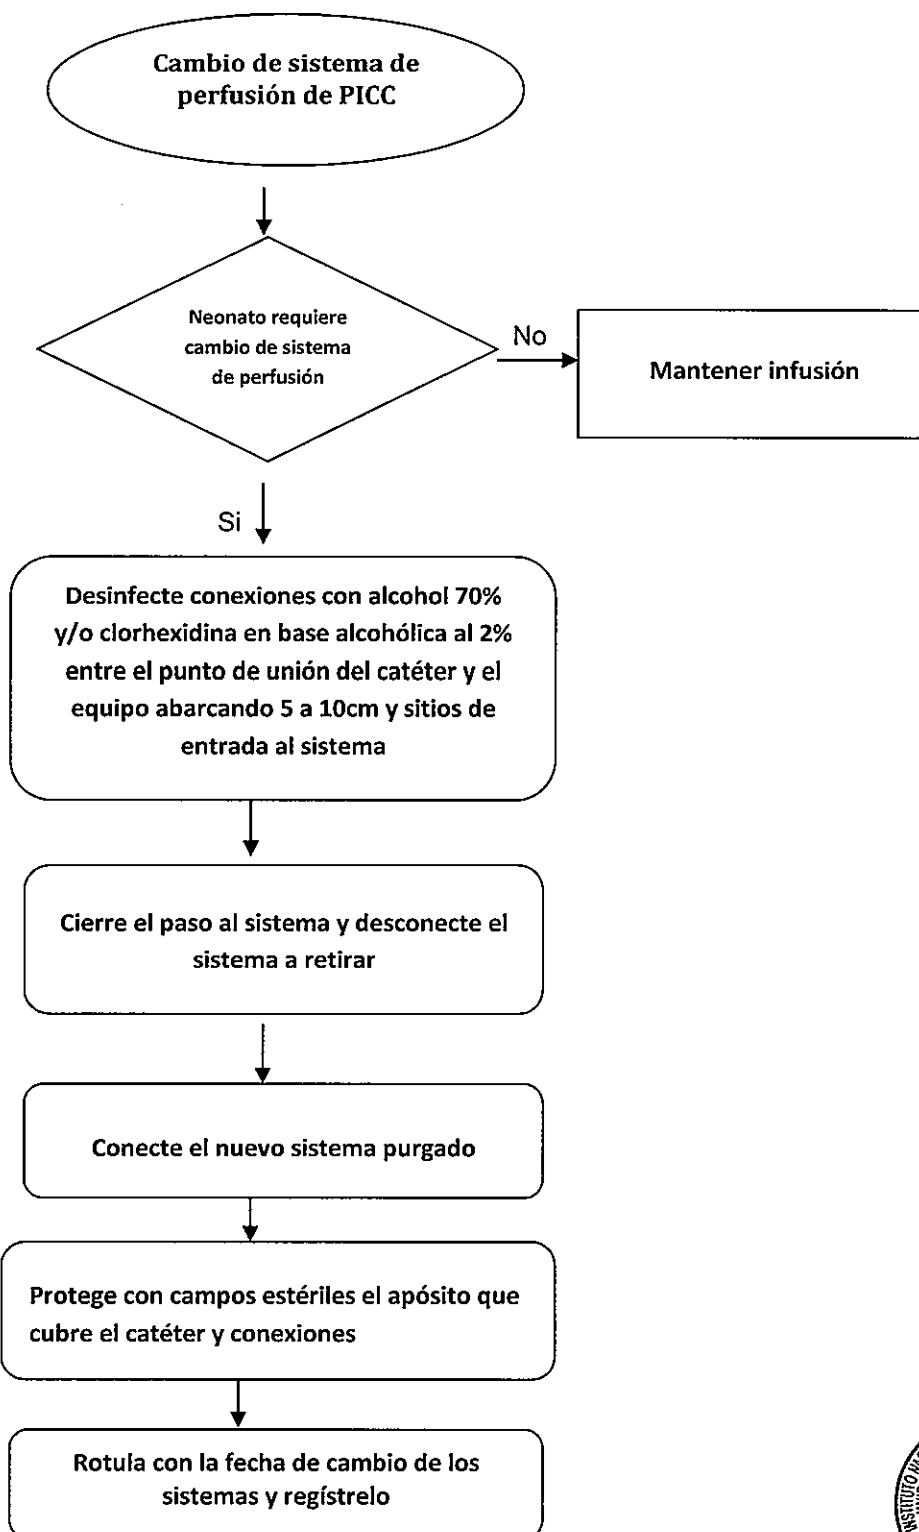 Cambio de sistema de
perfusión de PICC
Neonato requiere
cambio de sistema
de perfusión
No
Mantener infusión
Si
Desinfecte conexiones con alcohol 70%
y/o clorhexidina en base alcohólica al 2%
entre el punto de unión del catéter y el
equipo abarcando 5 a 10cm y sitios de
entrada al sistema
Cierre el paso al sistema y desconecte el
sistema a retirar
Conecte el nuevo sistema purgado
Protege con campos estériles el apósito que
cubre el catéter y conexiones
Rotula con la fecha de cambio de los
sistemas y regístrelo
INSTITUTO